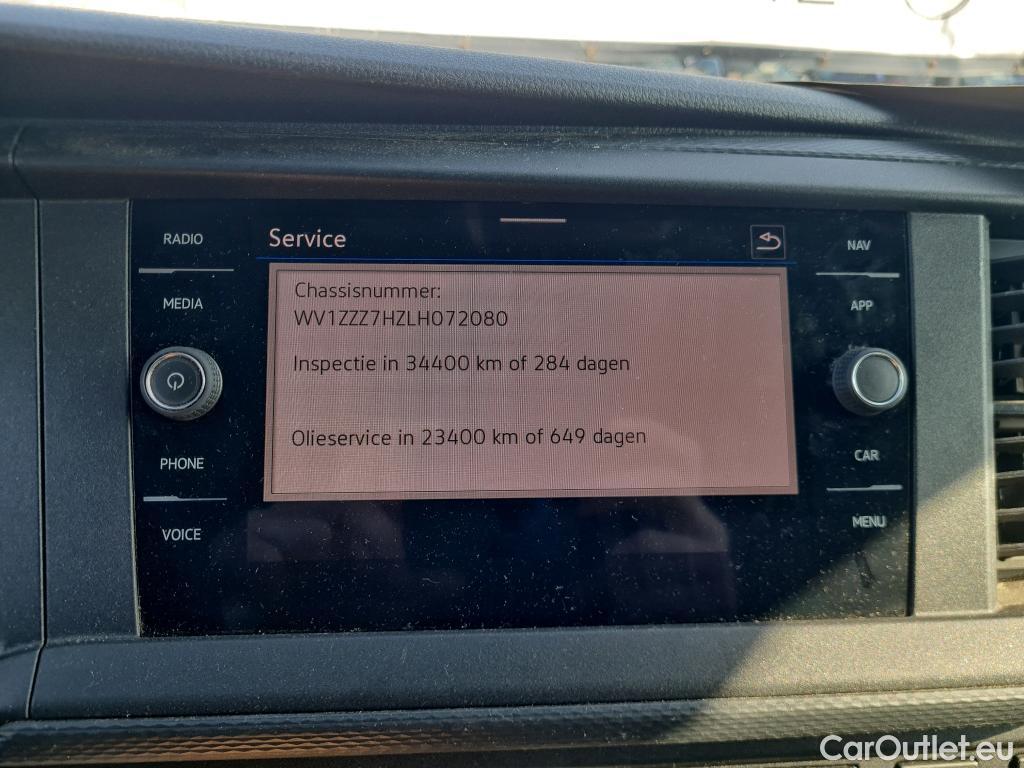 RADIO
MEDIA
PHONE
VOICE
Service
Chassisnummer:
WV1ZZZ7HZLH072080
Inspectie in 34400 km of 284 dagen
Olieservice in 23400 km of 649 dagen
NAV
APP
CAR
MENU
CarOutlet.eu